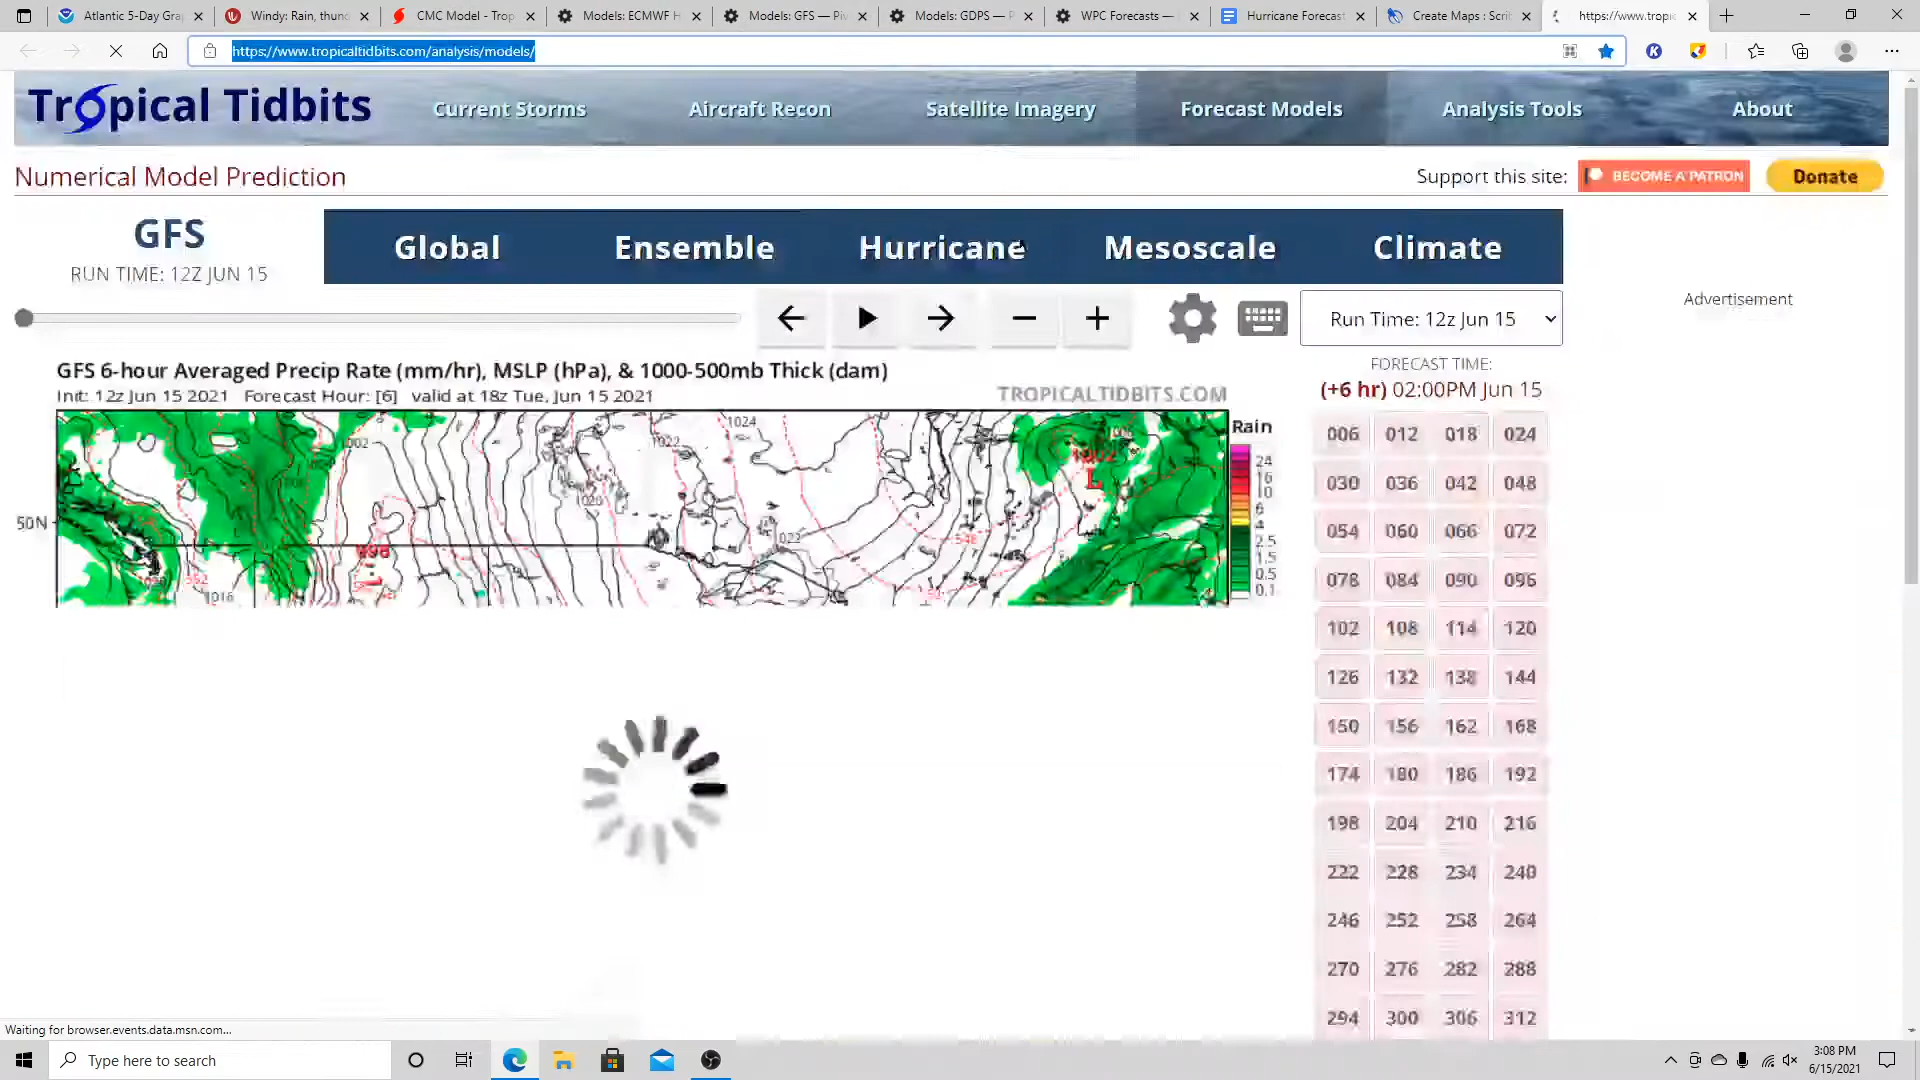 Atlantic 5-Day Gra
Windy: Rain, thund
CMC Model - Trop
Models: ECMWF H
Models: GFS — Piv
Models: GDPS — P
WPC Forecasts —
Hurricane Forecast
Create Maps : Scri
https://www.tropic
https://www.tropicaltidbits.com/analysis/models/
Tropical Tidbits
Current Storms
Aircraft Recon
Satellite Imagery
Forecast Models
Analysis Tools
About
Numerical Model Prediction
Support this site:
BECOME A PATRON
Donate
GFS
RUN TIME: 12Z JUN 15
Global
Ensemble
Hurricane
Mesoscale
Climate
Run Time: 12z Jun 15
Advertisement
GFS 6-hour Averaged Precip Rate (mm/hr), MSLP (hPa), & 1000-500mb Thick (dam)
Init: 12z Jun 15 2021 Forecast Hour: [6] valid at 18z Tue, Jun 15 2021
TROPICALTIDBITS.COM
FORECAST TIME:
(+6 hr) 02:00PM Jun 15
Rain
24
16
10
6
4
2.5
1.5
0.5
0.1
50N
1002
1022
1024
1020
1002
L
1016
006 012 018 024
030 036 042 048
054 060 066 072
078 084 090 096
102 108 114 120
126 132 138 144
150 156 162 168
174 180 186 192
198 204 210 216
222 228 234 240
246 252 258 264
270 276 282 288
294 300 306 312
Waiting for browser.events.data.msn.com...
Type here to search
3:08 PM
6/15/2021